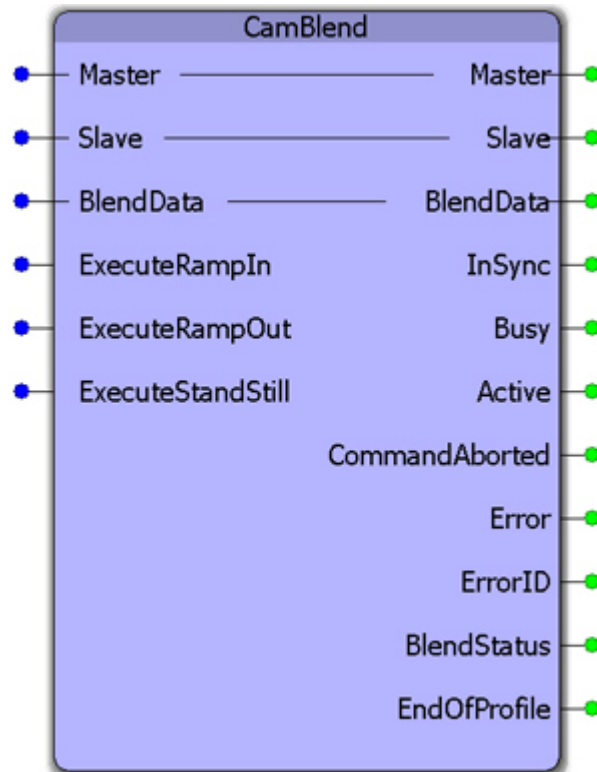 CamBlend
Master Master
Slave Slave
BlendData BlendData
ExecuteRampIn InSync
ExecuteRampOut Busy
ExecuteStandStill Active
CommandAborted
Error
ErrorID
BlendStatus
EndOfProfile